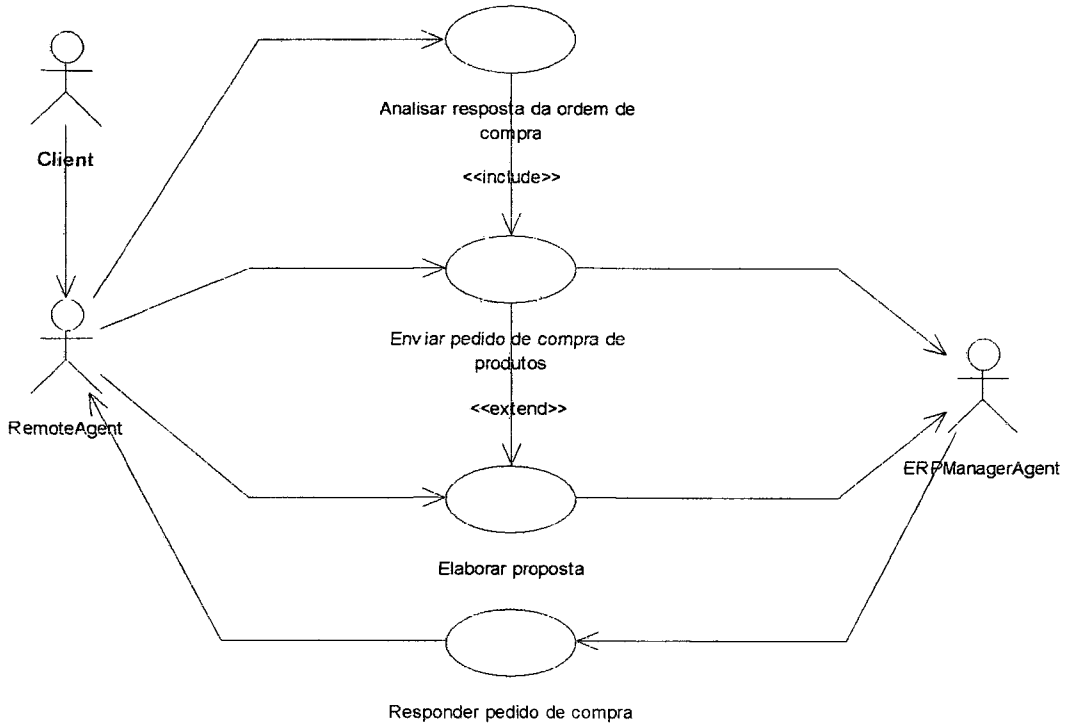 Analisar resposta da ordem de
compra
Client
<<include>>
Enviar pedido de compra de
produtos
<<extend>>
RemoteAgent
ERPManagerAgent
Elaborar proposta
Responder pedido de compra